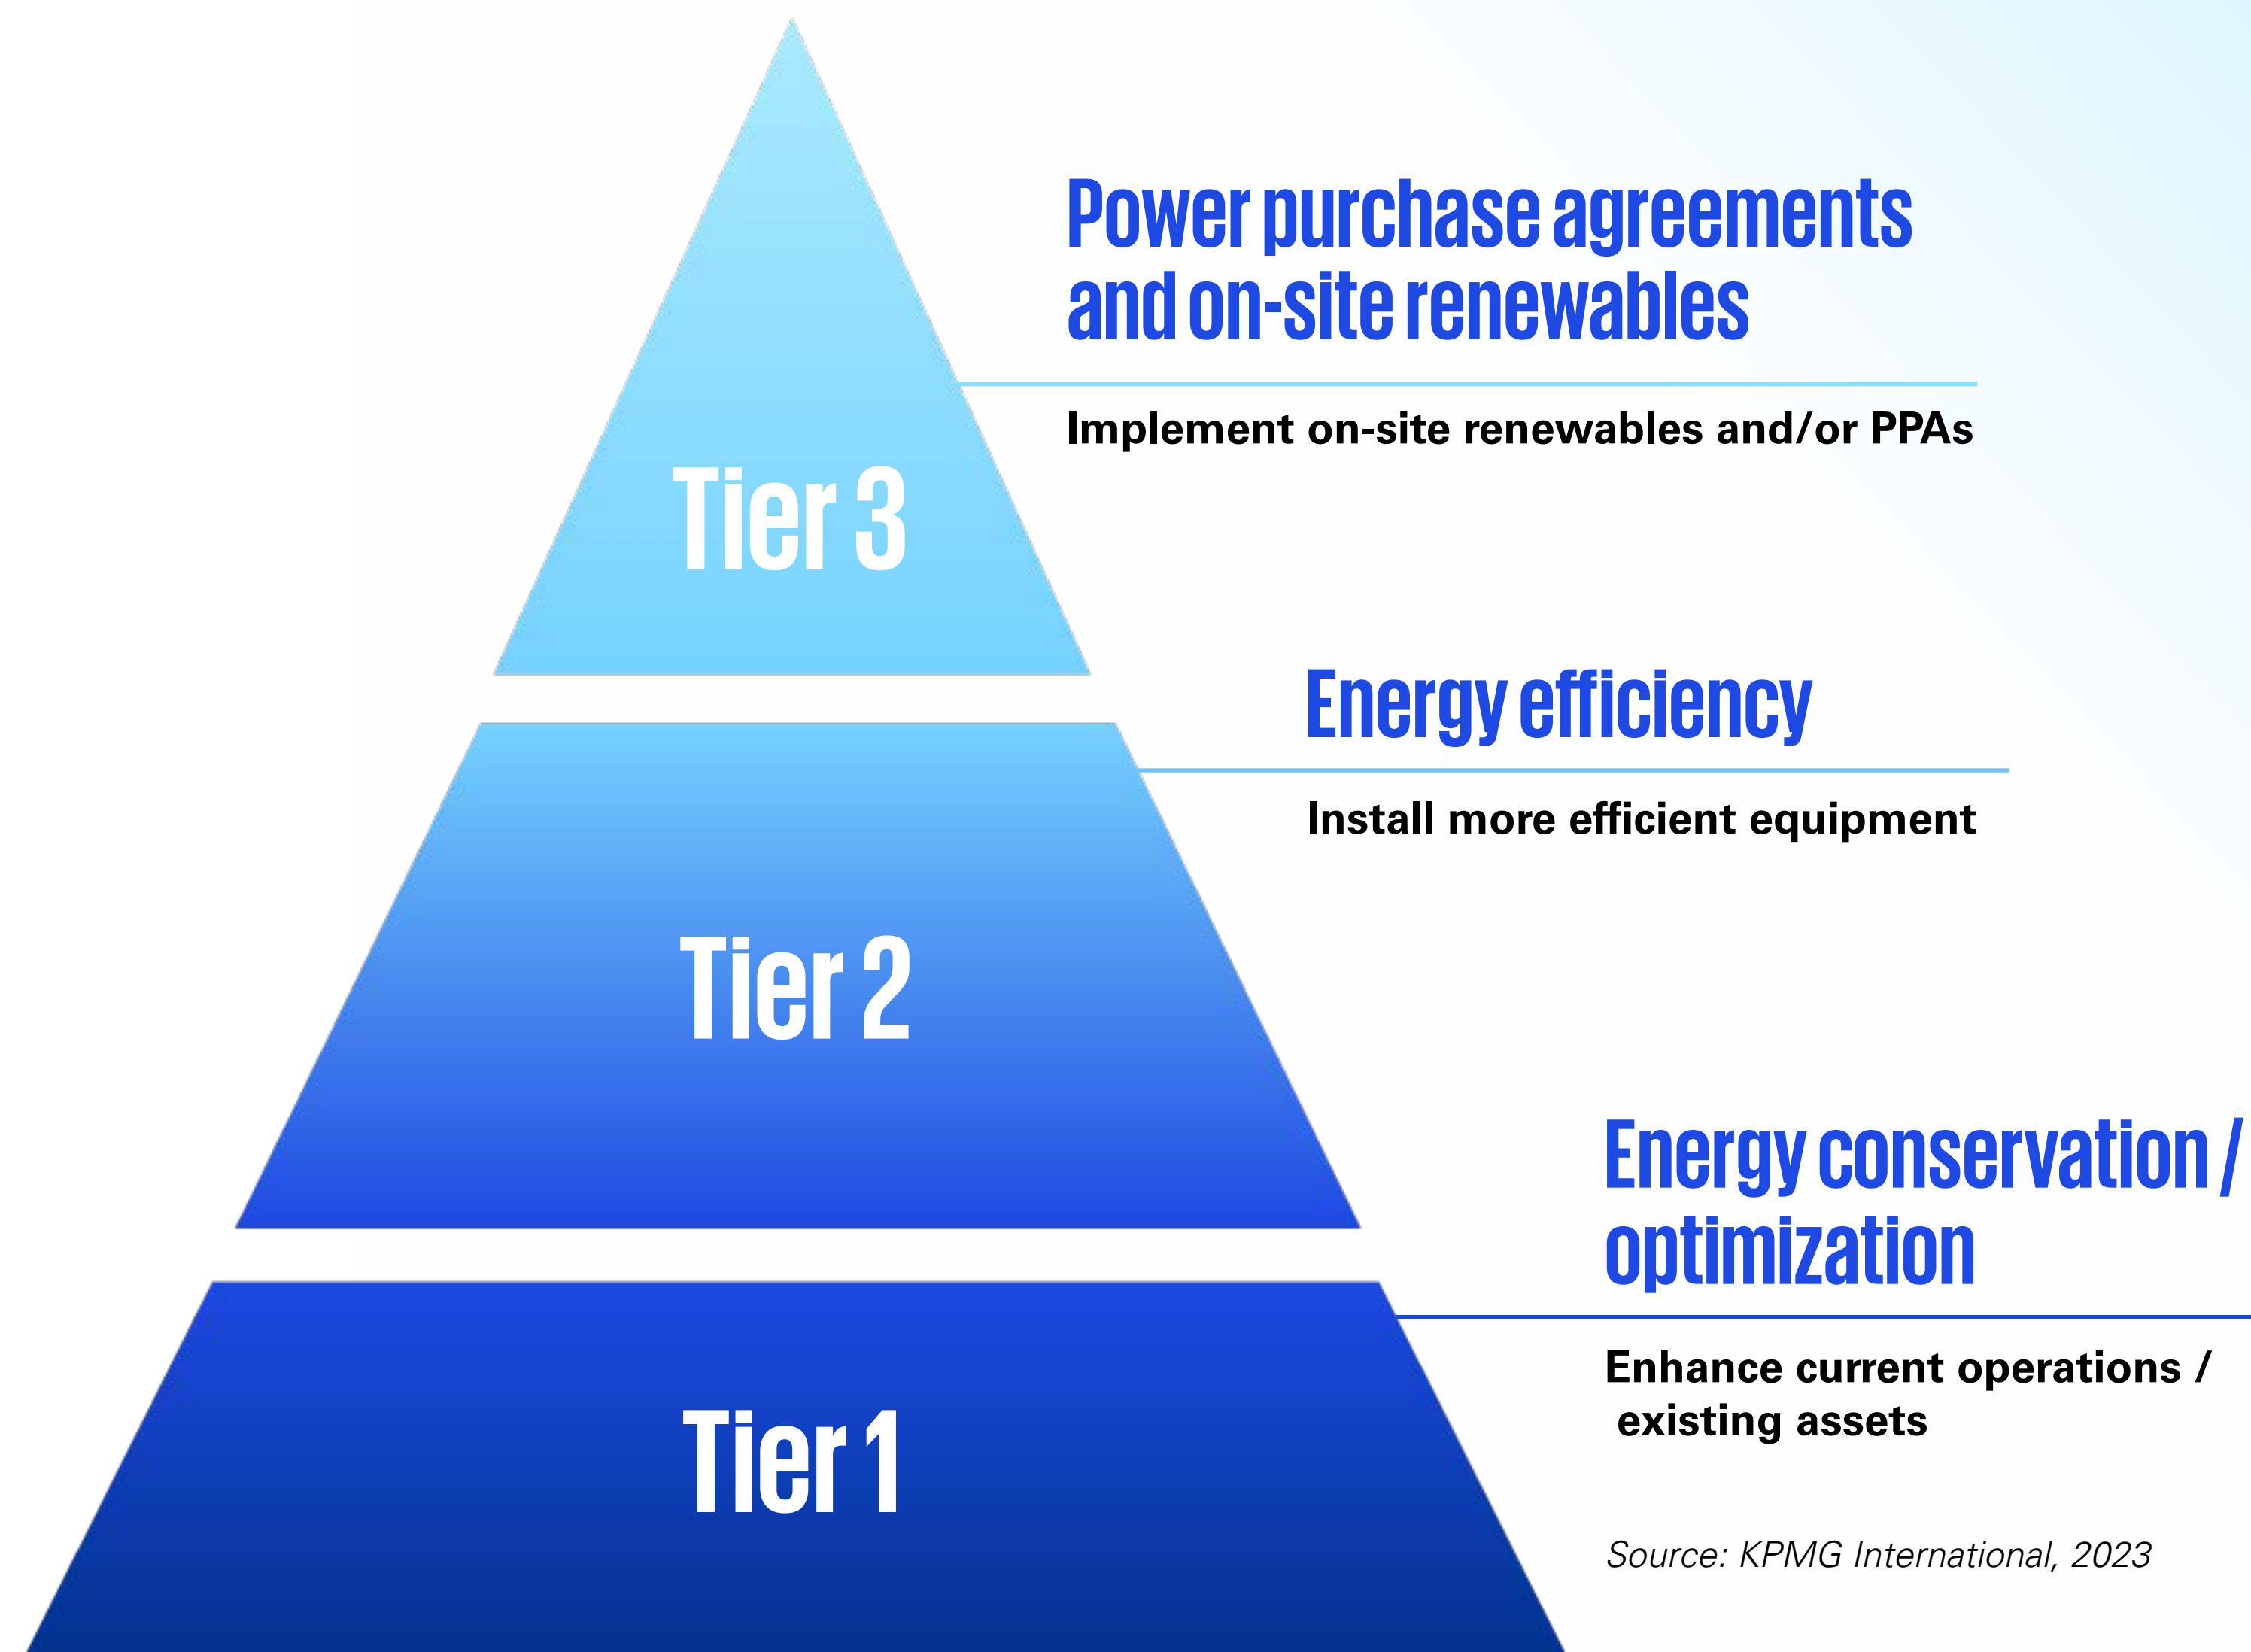 Power purchase agreements
and on-site renewables
Implement on-site renewables and/or PPAs
Tier 3
Energy efficiency
Install more efficient equipment
Tier 2
Energy conservation /
optimization
Enhance current operations /
existing assets
Tier 1
Source: KPMG International, 2023